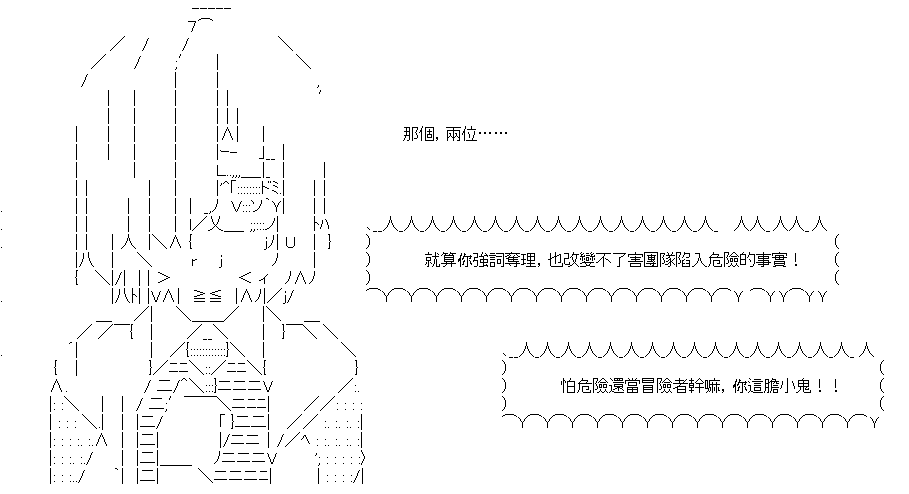 那個，兩位……
就算你強詞奪理，也改變不了害團隊陷入危險的事實！
怕危險還當冒險者幹嘛，你這膽小鬼！！